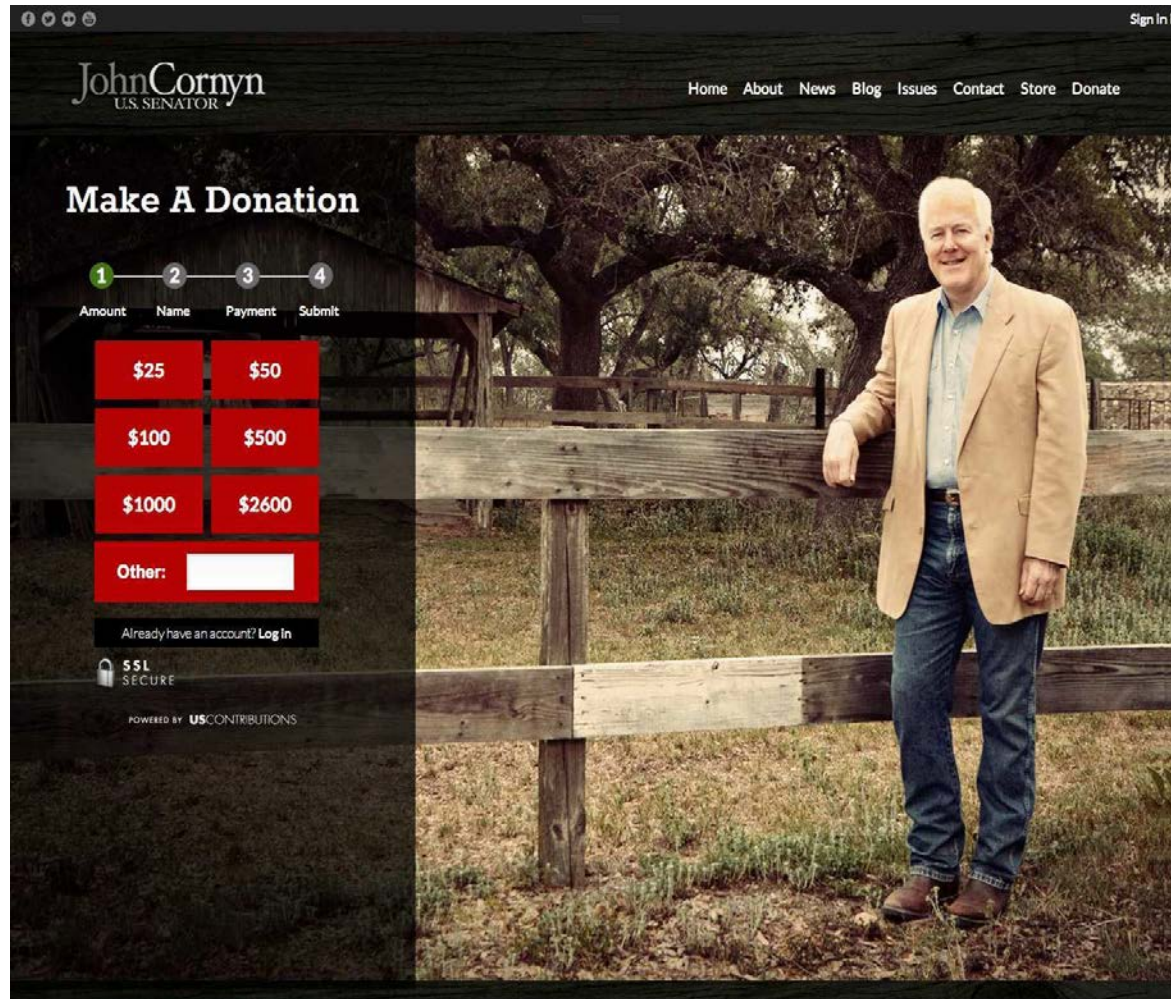 Sign In
JohnCornyn
U.S. SENATOR
Home About News Blog Issues Contact Store Donate
Make A Donation
1 2 3 4
Amount Name Payment Submit
$25 $50
$100 $500
$1000 $2600
Other:
Already have an account? Log in
SSL
SECURE
POWERED BY USCONTRIBUTIONS